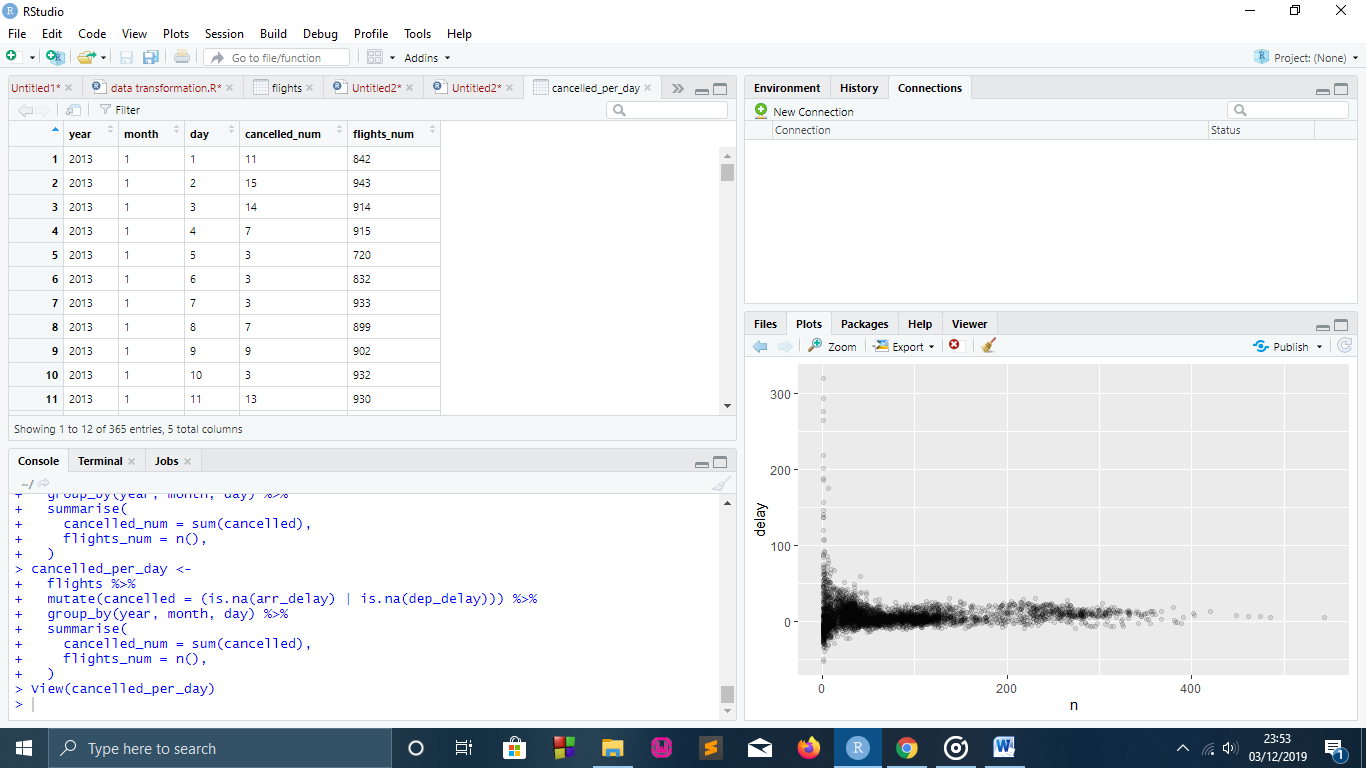 RStudio
File Edit Code View Plots Session Build Debug Profile Tools Help
Go to file/function Addins Project: (None)
Untitled1* data transformation.R* flights Untitled2* Untitled2* cancelled_per_day
Filter
year month day cancelled_num flights_num
1 2013 1 1 11 842
2 2013 1 2 15 943
3 2013 1 3 14 914
4 2013 1 4 7 915
5 2013 1 5 3 720
6 2013 1 6 3 832
7 2013 1 7 3 933
8 2013 1 8 7 899
9 2013 1 9 9 902
10 2013 1 10 3 932
11 2013 1 11 13 930
Showing 1 to 12 of 365 entries, 5 total columns
Console Terminal Jobs
~/
+ group_by(year, month, day) %>%
+ summarise(
+ cancelled_num = sum(cancelled),
+ flights_num = n(),
+ )
> cancelled_per_day <-
+ flights %>%
+ mutate(cancelled = (is.na(arr_delay) | is.na(dep_delay))) %>%
+ group_by(year, month, day) %>%
+ summarise(
+ cancelled_num = sum(cancelled),
+ flights_num = n(),
+ )
> View(cancelled_per_day)
>
Environment History Connections
New Connection
Connection Status
Files Plots Packages Help Viewer
Zoom Export Publish
300
200
100
0
delay
0 200 400
n
Type here to search
23:53
03/12/2019
1